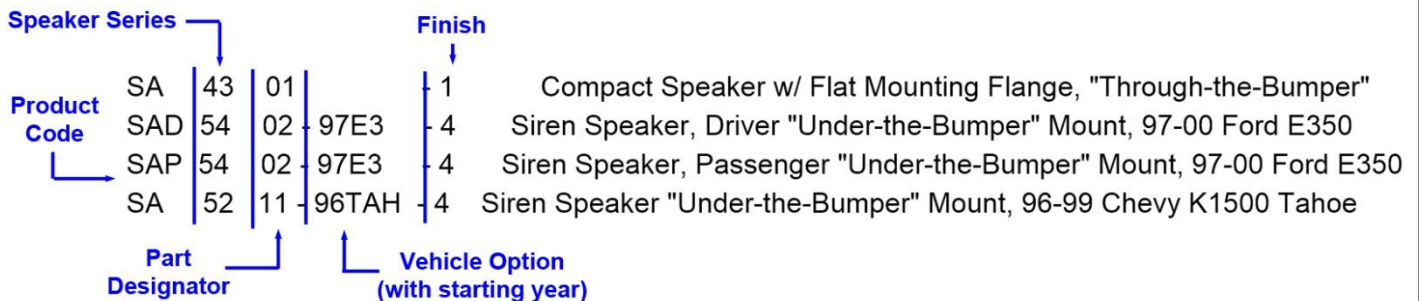 Speaker Series
Finish
Product Code
SA 43 01 - 1 Compact Speaker w/ Flat Mounting Flange, "Through-the-Bumper"
SAD 54 02 - 97E3 - 4 Siren Speaker, Driver "Under-the-Bumper" Mount, 97-00 Ford E350
SAP 54 02 - 97E3 - 4 Siren Speaker, Passenger "Under-the-Bumper" Mount, 97-00 Ford E350
SA 52 11 - 96TAH - 4 Siren Speaker "Under-the-Bumper" Mount, 96-99 Chevy K1500 Tahoe
Part
Designator
Vehicle Option
(with starting year)